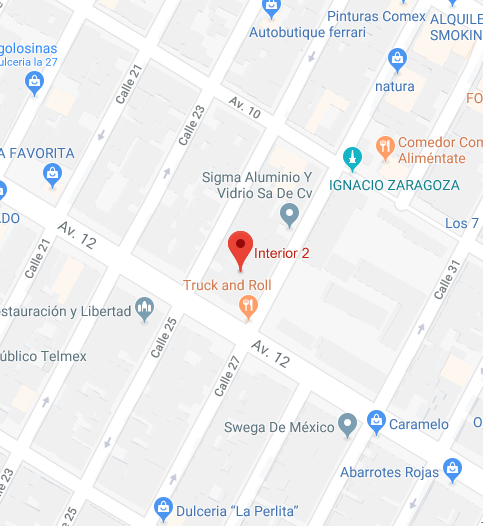 Pinturas Comex
ALQUILE
SMOKIN
Autobutique ferrari
golosinas
ulceria la 27
Calle 21
natura
FO
Av. 10
Calle 23
Comedor Com
Aliméntate
A FAVORITA
IGNACIO ZARAGOZA
Sigma Aluminio Y
Vidrio Sa De Cv
ADO
Av. 12
Los 7
Calle 21
Interior 2
Truck and Roll
Calle 31
estauración y Libertad
Calle 25
úblico Telmex
Av. 12
Calle 27
Swega De México
Caramelo
O
Abarrotes Rojas
e 23
e 25
Dulceria “La Perlita”